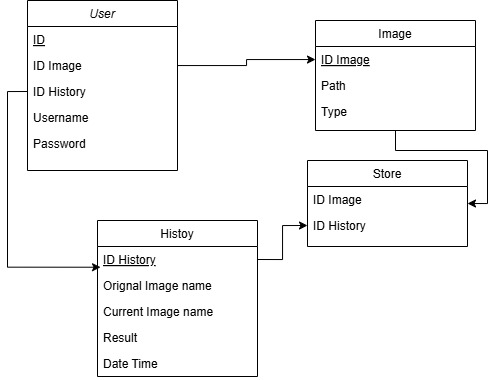 User
ID
ID Image
ID History
Username
Password
Image
ID Image
Path
Type
Store
ID Image
ID History
Histoy
ID History
Orignal Image name
Current Image name
Result
Date Time